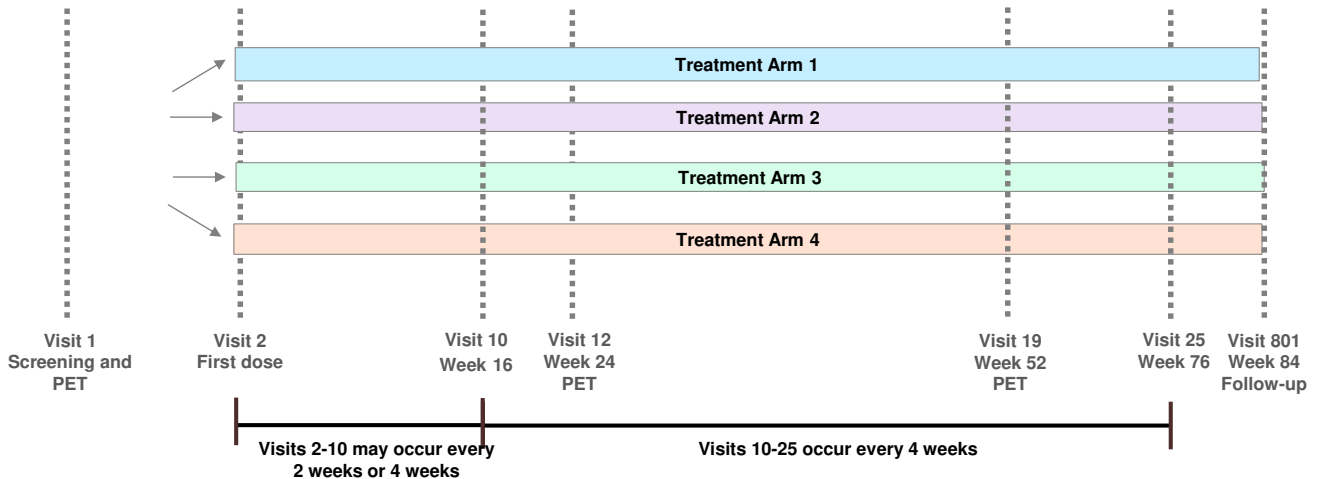 Treatment Arm 1
Treatment Arm 2
Treatment Arm 3
Treatment Arm 4
Visit 1
Screening and
PET
Visit 2
First dose
Visit 10
Week 16
Visit 12
Week 24
PET
Visit 19
Week 52
PET
Visit 25
Week 76
Visit 801
Week 84
Follow-up
Visits 2-10 may occur every
2 weeks or 4 weeks
Visits 10-25 occur every 4 weeks